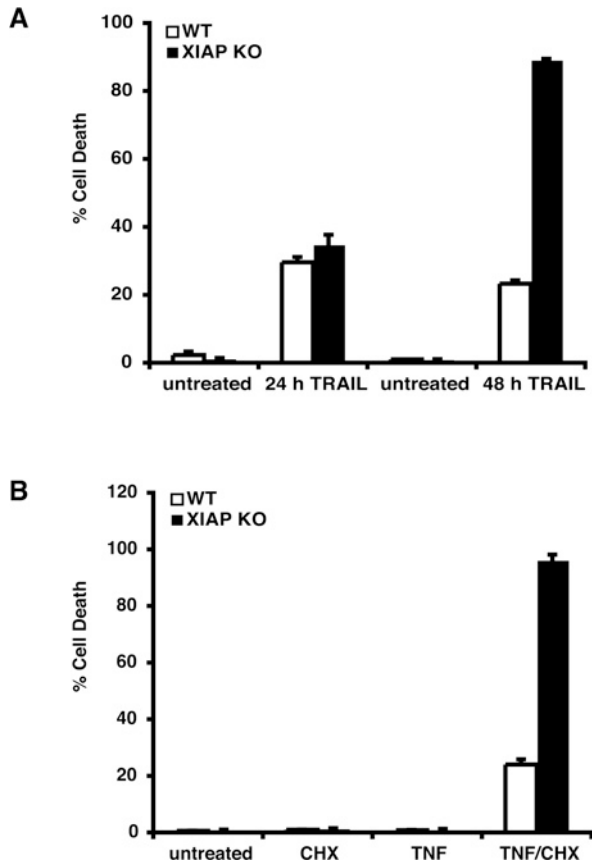 A
WT
XIAP KO
% Cell Death
100
80
60
40
20
0
untreated 24 h TRAIL untreated 48 h TRAIL
B
WT
XIAP KO
% Cell Death
120
100
80
60
40
20
0
untreated CHX TNF TNF/CHX